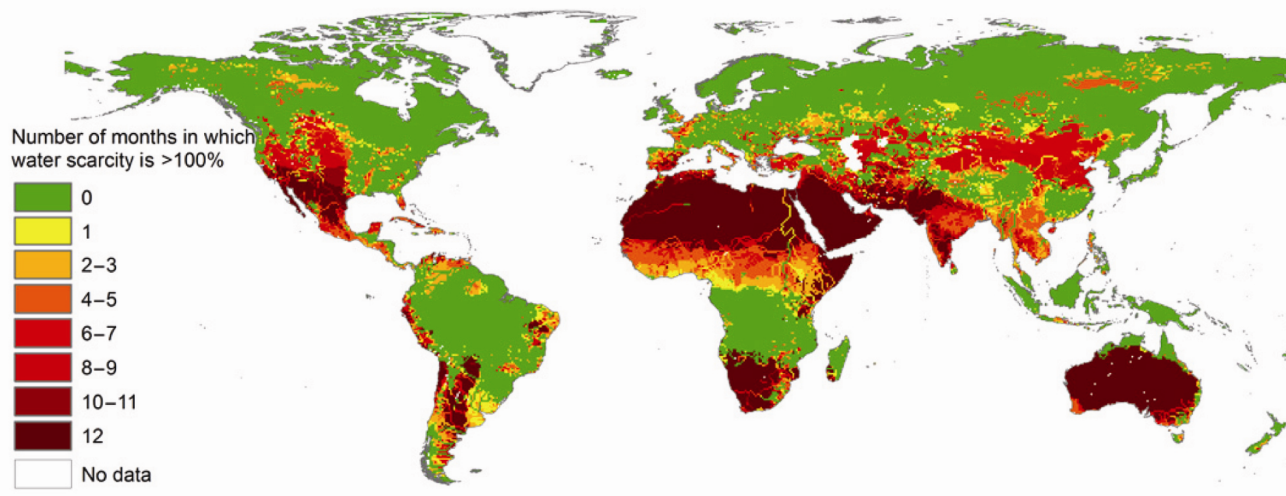 Number of months in which
water scarcity is >100%
0
1
2–3
4–5
6–7
8–9
10–11
12
No data